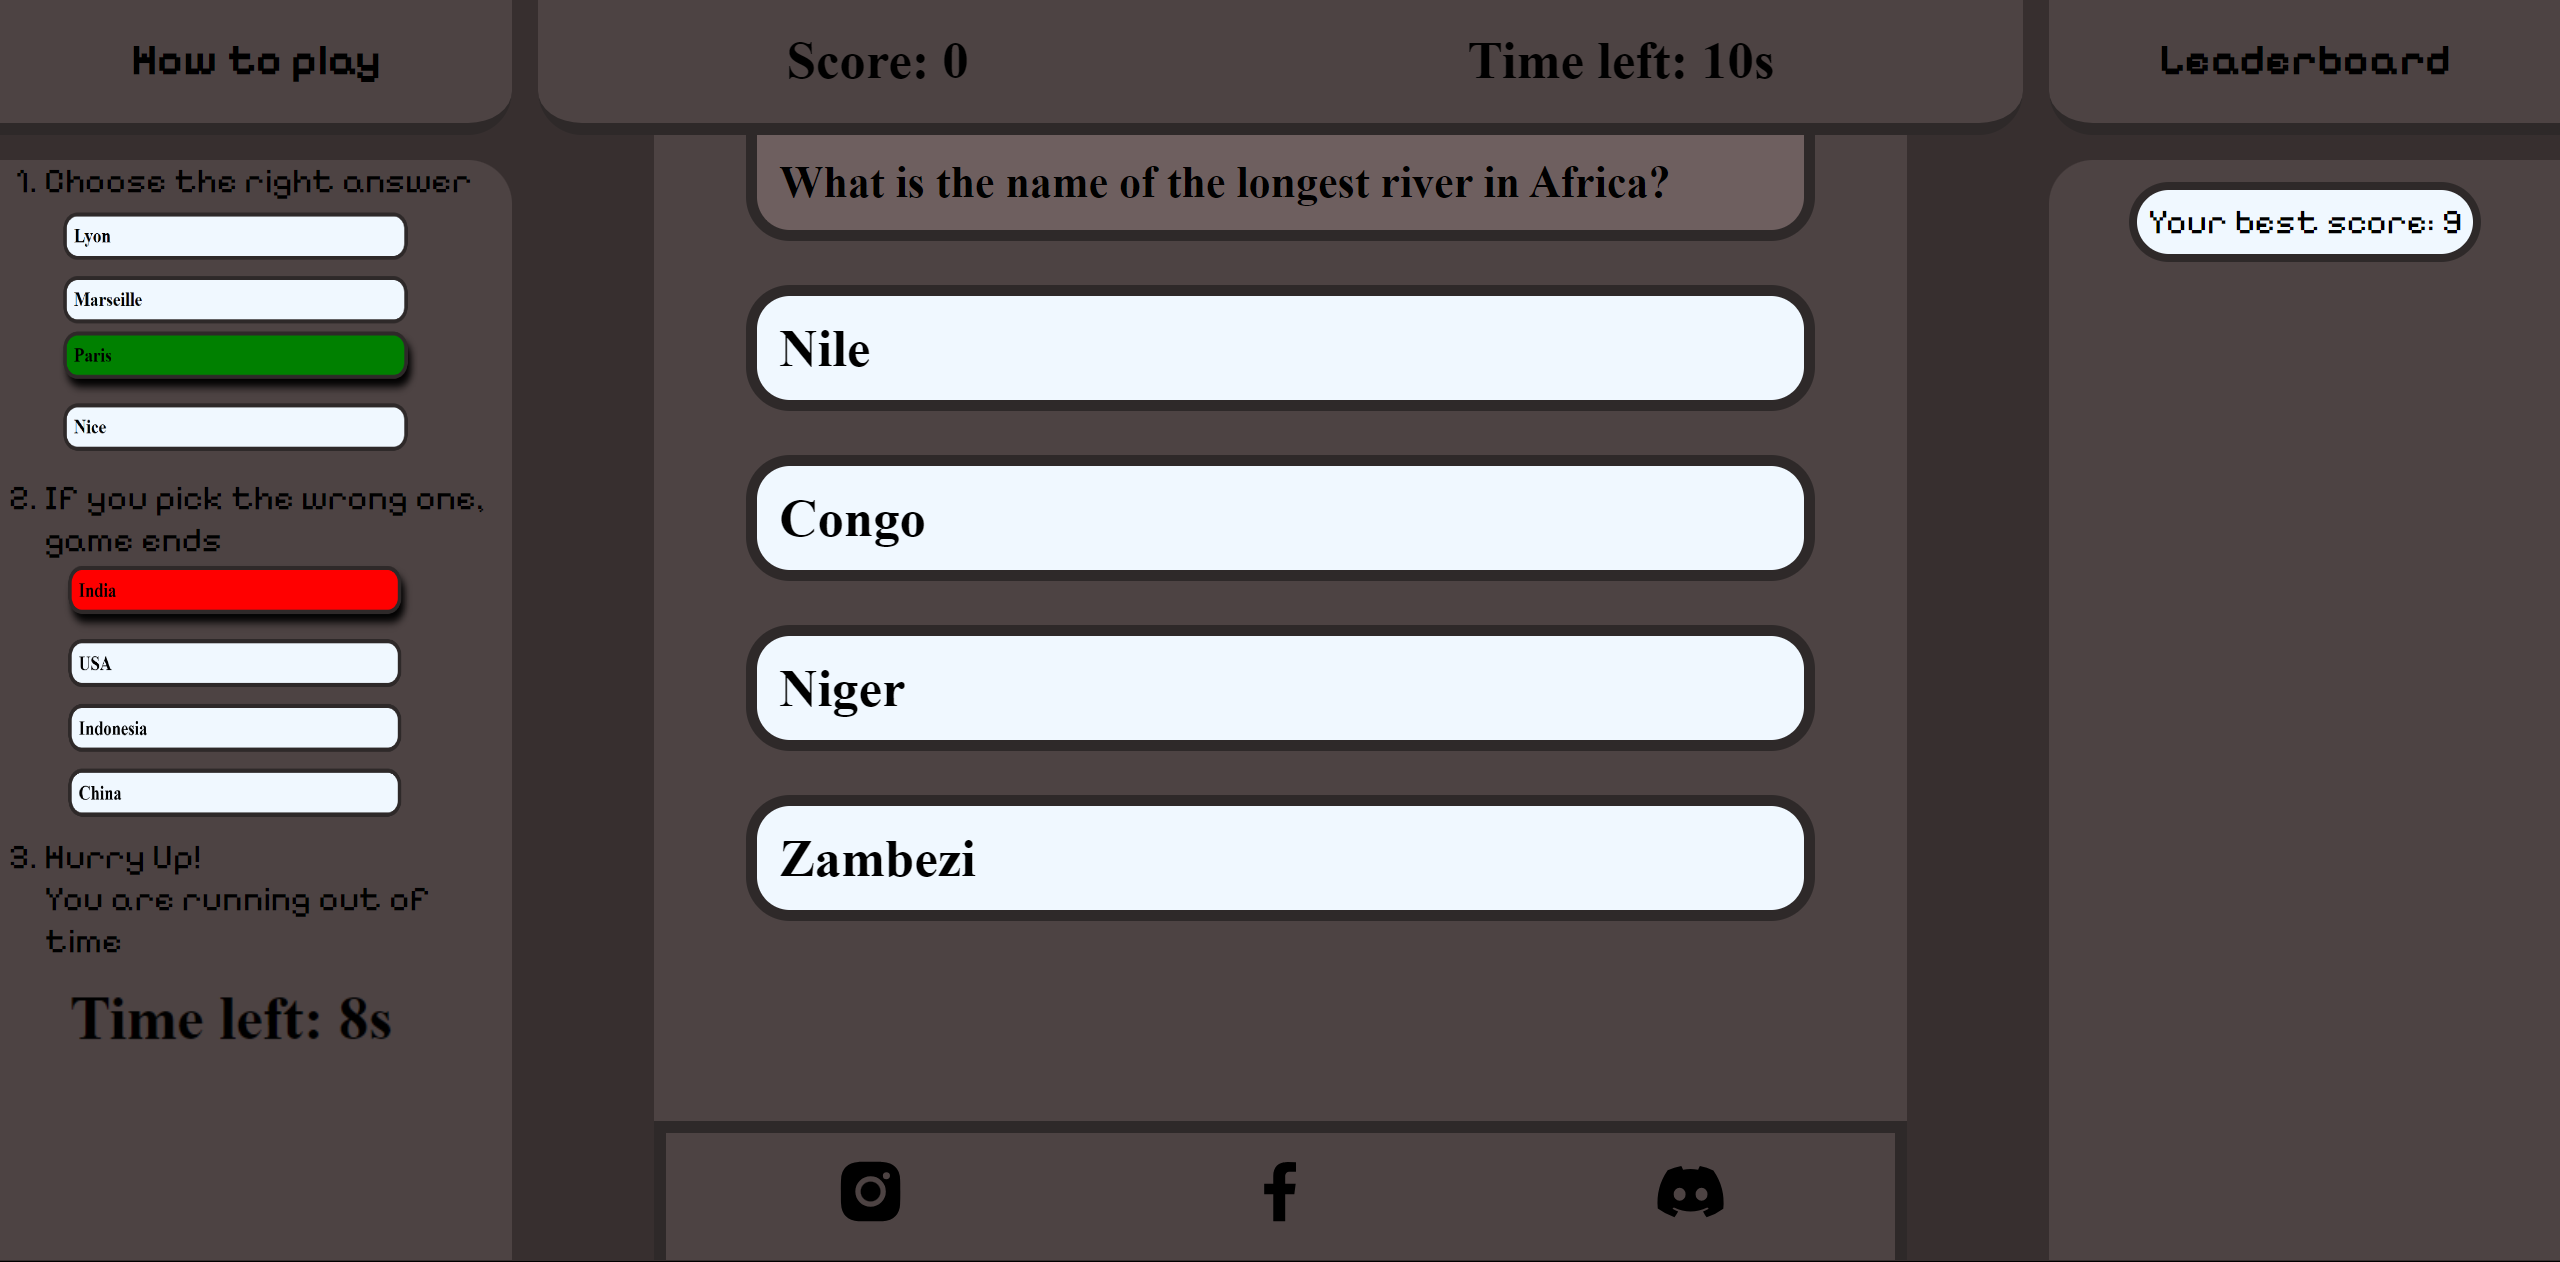 How to play
Score: 0
Time left: 10s
Leaderboard
1. Choose the right answer
Lyon
Marseille
Paris
Nice
2. If you pick the wrong one,
game ends
India
USA
Indonesia
China
3. Hurry Up!
You are running out of
time
Time left: 8s
What is the name of the longest river in Africa?
Nile
Congo
Niger
Zambezi
Your best score: 9